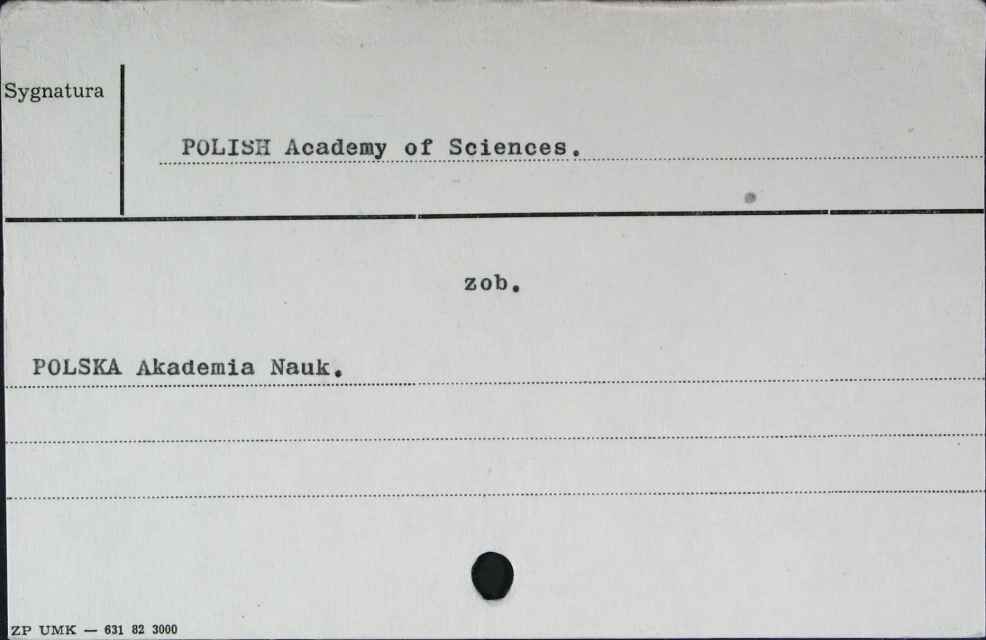 Sygnatura
POLISH Academy of Sciences.
zob.
POLSKA Akademia Nauk.
ZP UMK — 631 82 3000